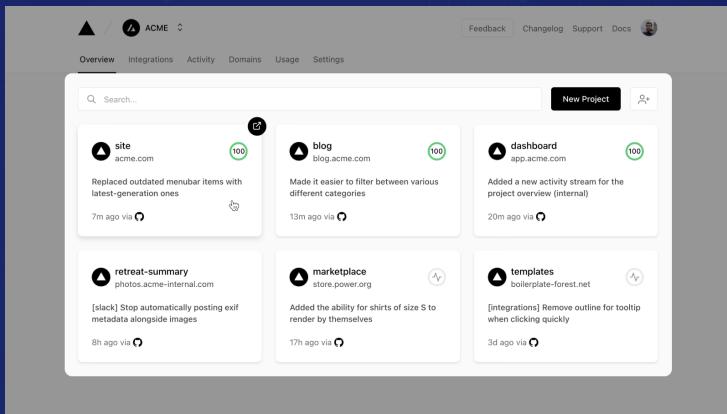 ACME
Feedback
Changelog
Support
Docs
Overview
Integrations
Activity
Domains
Usage
Settings
Search...
New Project
site
acme.com
100
Replaced outdated menubar items with
latest-generation ones
7m ago via
blog
blog.acme.com
100
Made it easier to filter between various
different categories
13m ago via
dashboard
app.acme.com
100
Added a new activity stream for the
project overview (internal)
20m ago via
retreat-summary
photos.acme-internal.com
[slack] Stop automatically posting exif
metadata alongside images
8h ago via
marketplace
store.power.org
Added the ability for shirts of size S to
render by themselves
17h ago via
templates
boilerplate-forest.net
[integrations] Remove outline for tooltip
when clicking quickly
3d ago via